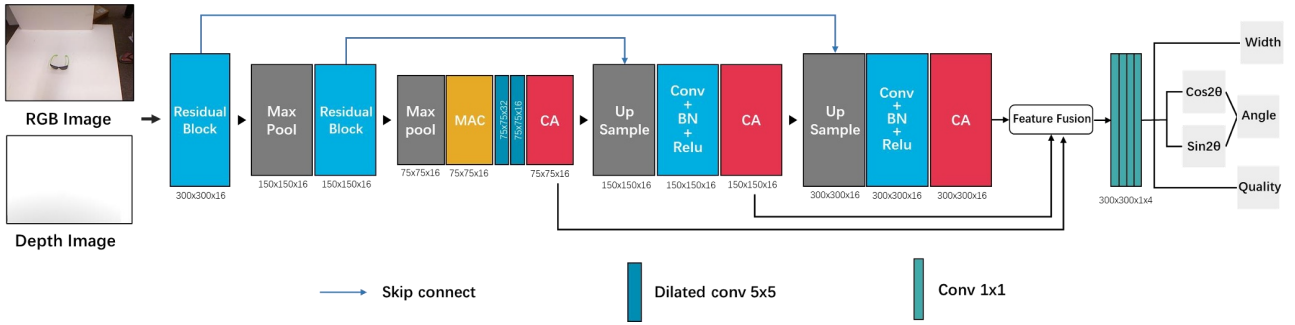 RGB Image
Depth Image
Residual
Block
300x300x16
Max
Pool
150x150x16
Residual
Block
150x150x16
Max
pool
75x75x16
MAC
75x75x16
75x75x32
75x75x16
CA
75x75x16
Up
Sample
150x150x16
Conv
+
BN
+
Relu
150x150x16
CA
150x150x16
Up
Sample
300x300x16
Conv
+
BN
+
Relu
300x300x16
CA
300x300x16
Feature Fusion
300x300x1x4
Width
Cos2θ
Sin2θ
Angle
Quality
Skip connect
Dilated conv 5x5
Conv 1x1